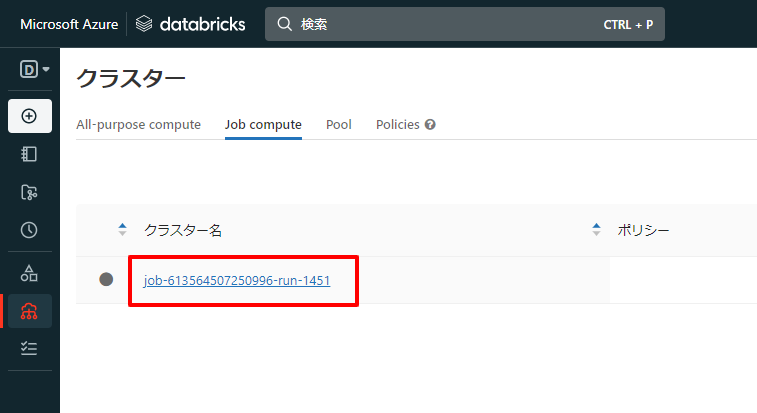 Microsoft Azure databricks 検索 CTRL + P
D
クラスター
All-purpose compute Job compute Pool Policies ?
クラスター名 ポリシー
job-613564507250996-run-1451